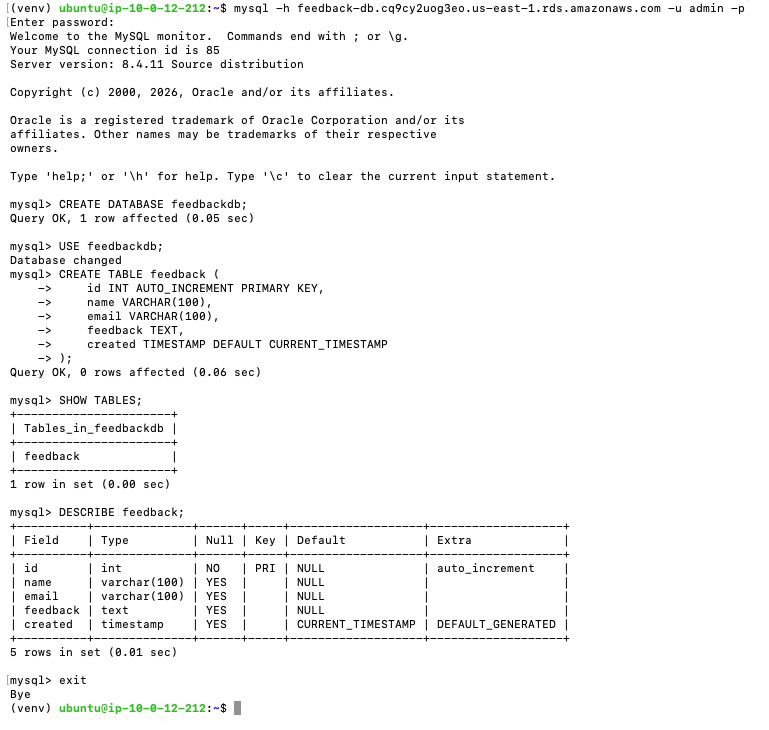 [(venv) ubuntu@ip-10-0-12-212:~$ mysql -h feedback-db.cq9cy2uog3eo.us-east-1.rds.amazonaws.com -u admin -p
[Enter password:
Welcome to the MySQL monitor.  Commands end with ; or \g.
Your MySQL connection id is 85
Server version: 8.4.11 Source distribution

Copyright (c) 2000, 2026, Oracle and/or its affiliates.

Oracle is a registered trademark of Oracle Corporation and/or its
affiliates. Other names may be trademarks of their respective
owners.

Type 'help;' or '\h' for help. Type '\c' to clear the current input statement.

mysql> CREATE DATABASE feedbackdb;
Query OK, 1 row affected (0.05 sec)

mysql> USE feedbackdb;
Database changed
mysql> CREATE TABLE feedback (
    ->     id INT AUTO_INCREMENT PRIMARY KEY,
    ->     name VARCHAR(100),
    ->     email VARCHAR(100),
    ->     feedback TEXT,
    ->     created TIMESTAMP DEFAULT CURRENT_TIMESTAMP
    -> );
Query OK, 0 rows affected (0.06 sec)

mysql> SHOW TABLES;
+----------------------+
| Tables_in_feedbackdb |
+----------------------+
| feedback             |
+----------------------+
1 row in set (0.00 sec)

mysql> DESCRIBE feedback;
+----------+--------------+------+-----+-------------------+-------------------+
| Field    | Type         | Null | Key | Default           | Extra             |
+----------+--------------+------+-----+-------------------+-------------------+
| id       | int          | NO   | PRI | NULL              | auto_increment    |
| name     | varchar(100) | YES  |     | NULL              |                   |
| email    | varchar(100) | YES  |     | NULL              |                   |
| feedback | text         | YES  |     | NULL              |                   |
| created  | timestamp    | YES  |     | CURRENT_TIMESTAMP | DEFAULT_GENERATED |
+----------+--------------+------+-----+-------------------+-------------------+
5 rows in set (0.01 sec)

[mysql> exit
Bye
(venv) ubuntu@ip-10-0-12-212:~$